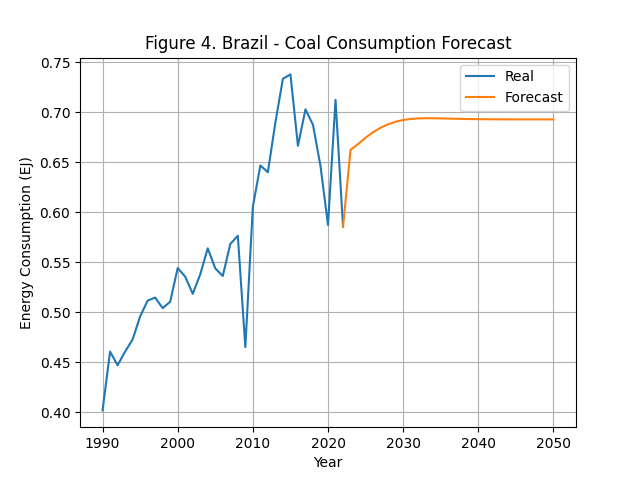 Figure 4. Brazil - Coal Consumption Forecast
Real
Forecast
Energy Consumption (EJ)
0.75
0.70
0.65
0.60
0.55
0.50
0.45
0.40
1990 2000 2010 2020 2030 2040 2050
Year